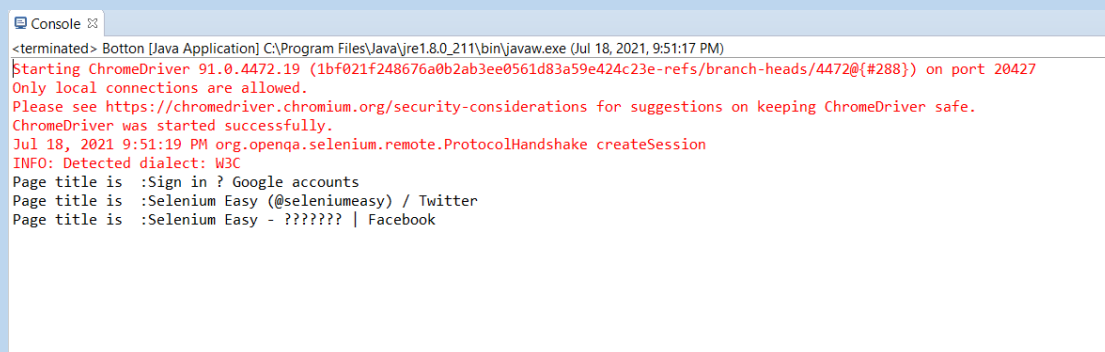 Console
<terminated> Botton [Java Application] C:\Program Files\Java\jre1.8.0_211\bin\javaw.exe (Jul 18, 2021, 9:51:17 PM)
Starting ChromeDriver 91.0.4472.19 (1bf021f248676a0b2ab3ee0561d83a59e424c23e-refs/branch-heads/4472@{#288}) on port 20427
Only local connections are allowed.
Please see https://chromedriver.chromium.org/security-considerations for suggestions on keeping ChromeDriver safe.
ChromeDriver was started successfully.
Jul 18, 2021 9:51:19 PM org.openqa.selenium.remote.ProtocolHandshake createSession
INFO: Detected dialect: W3C
Page title is  :Sign in ? Google accounts
Page title is  :Selenium Easy (@seleniumeasy) / Twitter
Page title is  :Selenium Easy - ??????? | Facebook